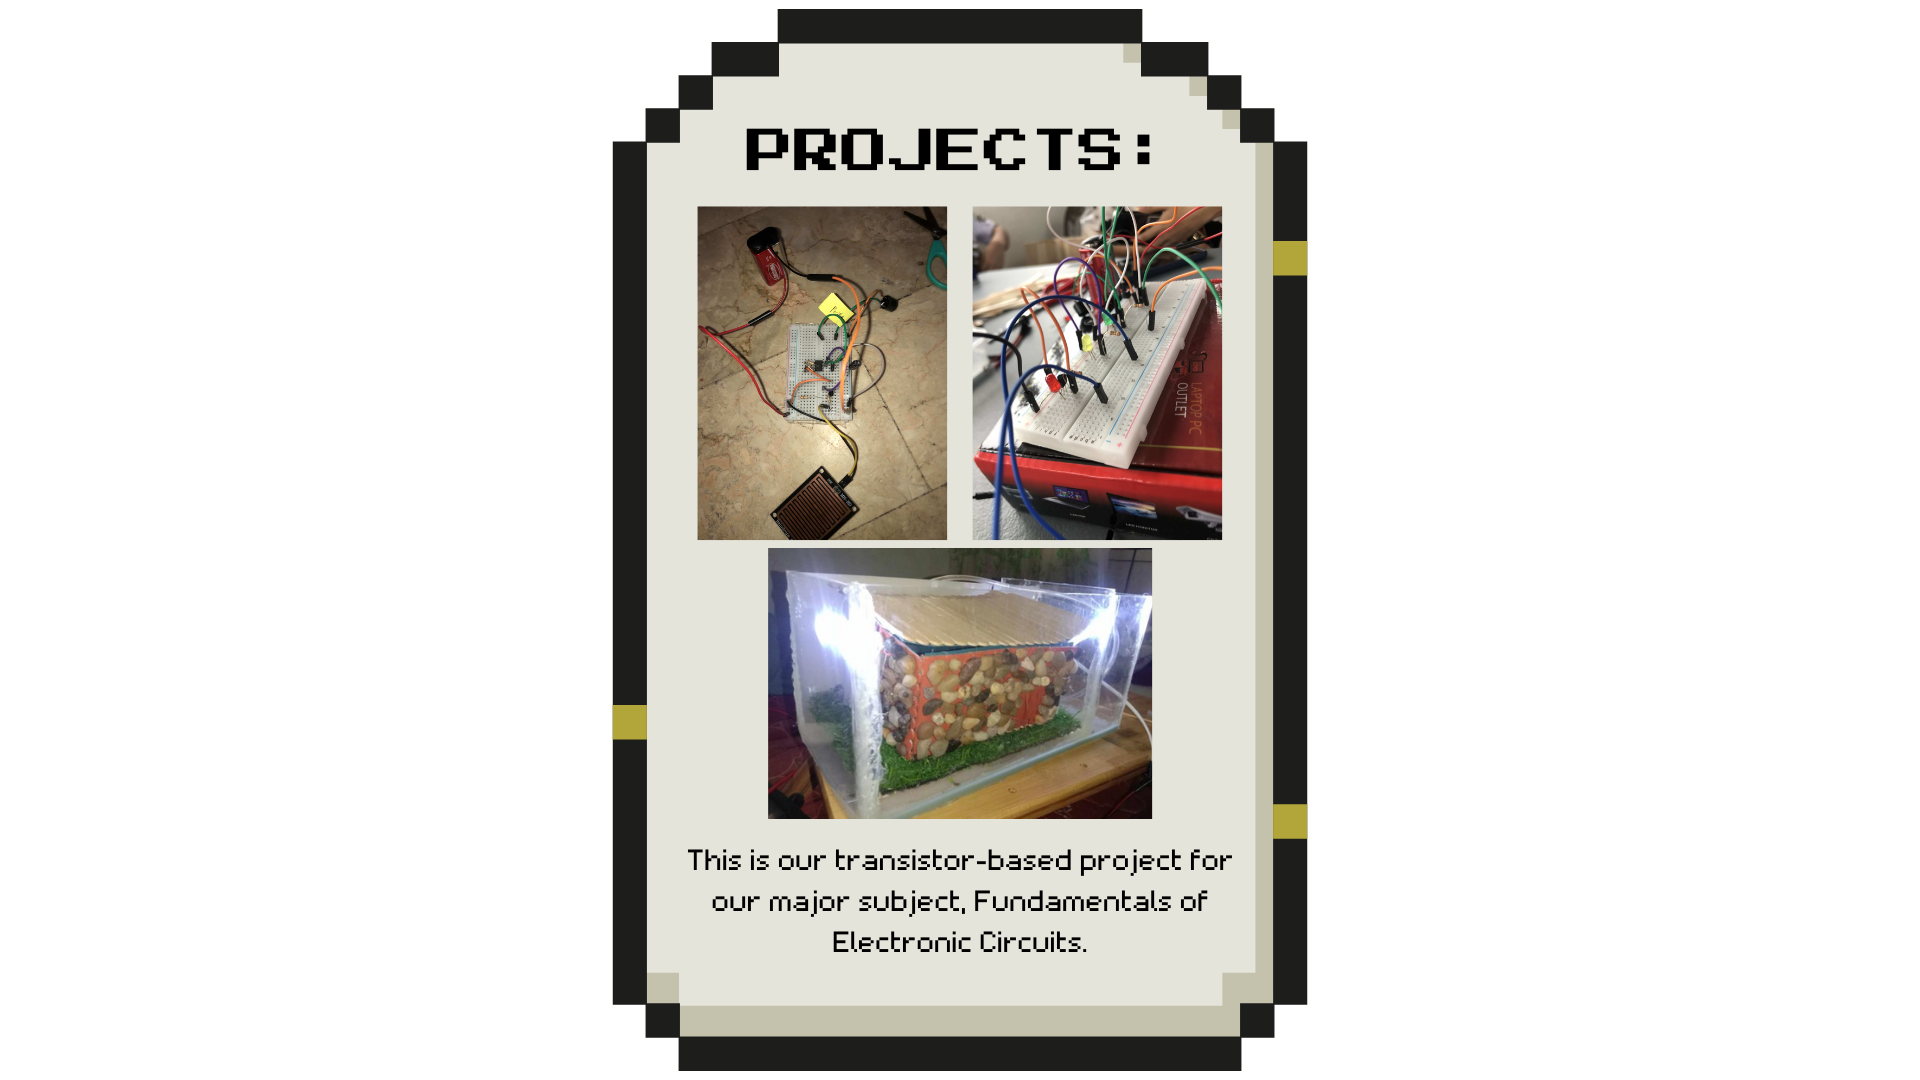 PROJECTS:
LAPTOP PC
OUTLET
This is our transistor-based project for
our major subject, Fundamentals of
Electronic Circuits.